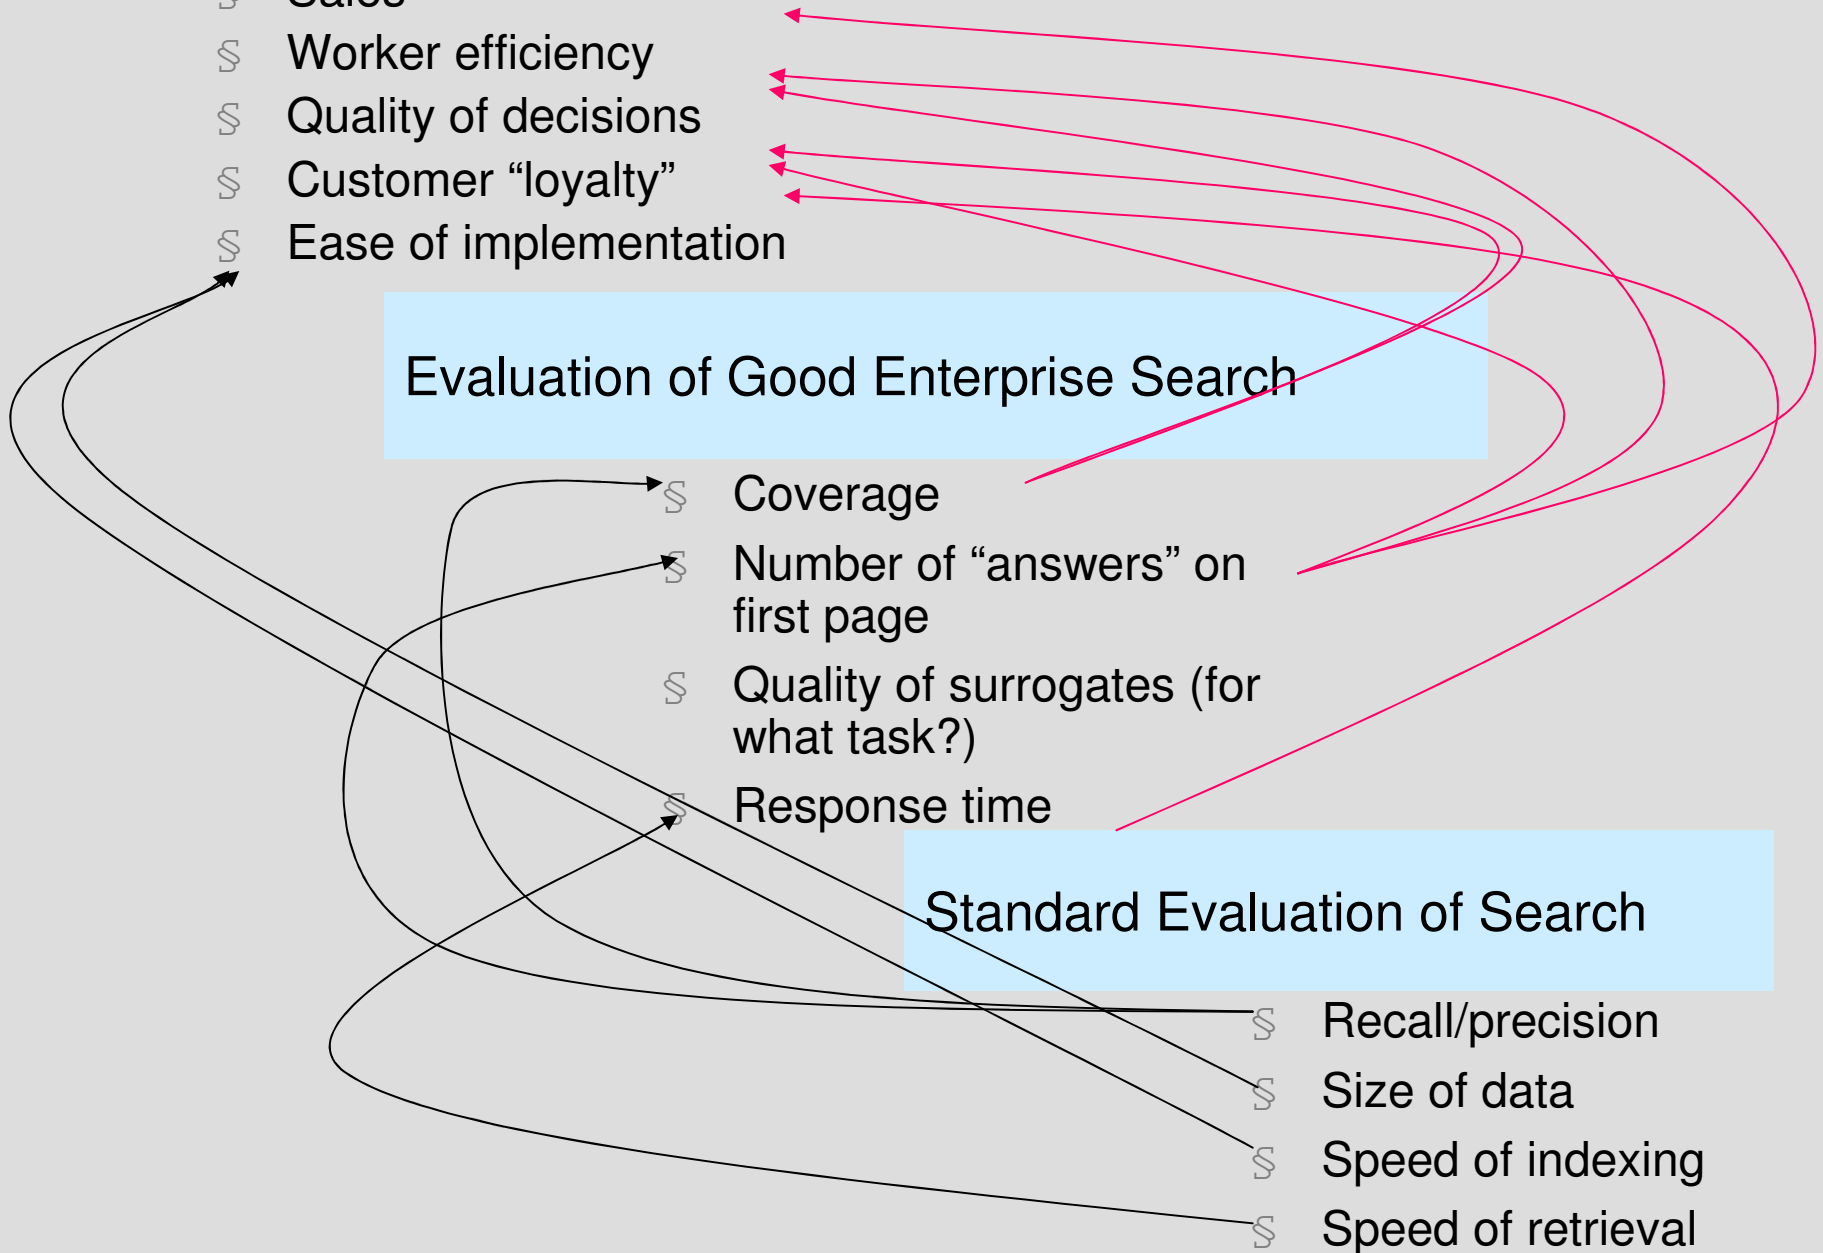 § Sales
§ Worker efficiency
§ Quality of decisions
§ Customer “loyalty”
§ Ease of implementation
Evaluation of Good Enterprise Search
§ Coverage
§ Number of “answers” on
first page
§ Quality of surrogates (for
what task?)
§ Response time
Standard Evaluation of Search
§ Recall/precision
§ Size of data
§ Speed of indexing
§ Speed of retrieval